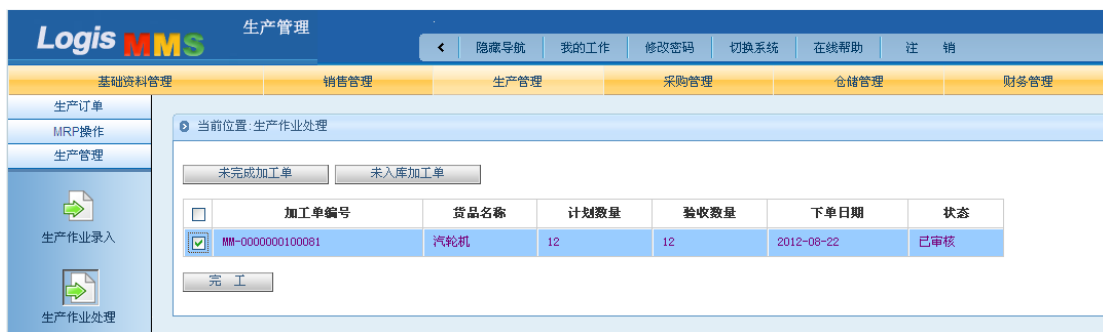 Logis MMS 生产管理
隐藏导航 我的工作 修改密码 切换系统 在线帮助 注 销
基础资料管理 销售管理 生产管理 采购管理 仓储管理 财务管理
生产订单
MRP操作
生产管理
生产作业录入
生产作业处理
当前位置:生产作业处理
未完成加工单 未入库加工单
加工单编号 货品名称 计划数量 验收数量 下单日期 状态
MM-0000000100081 汽轮机 12 12 2012-08-22 已审核
完 工